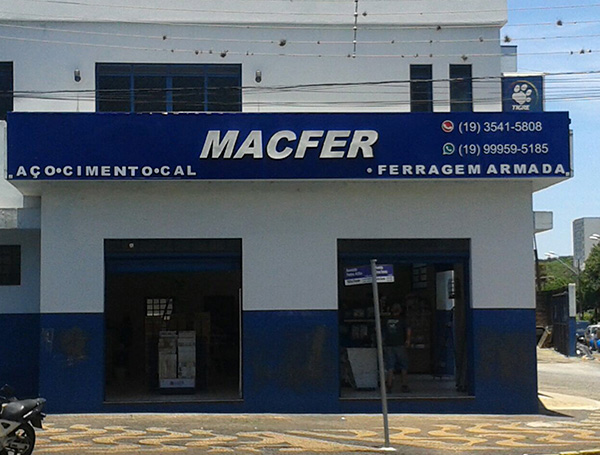 TIGRE
MACFER
(19) 3541-5808
(19) 99959-5185
AÇO•CIMENTO•CAL
• FERRAGEM ARMADA